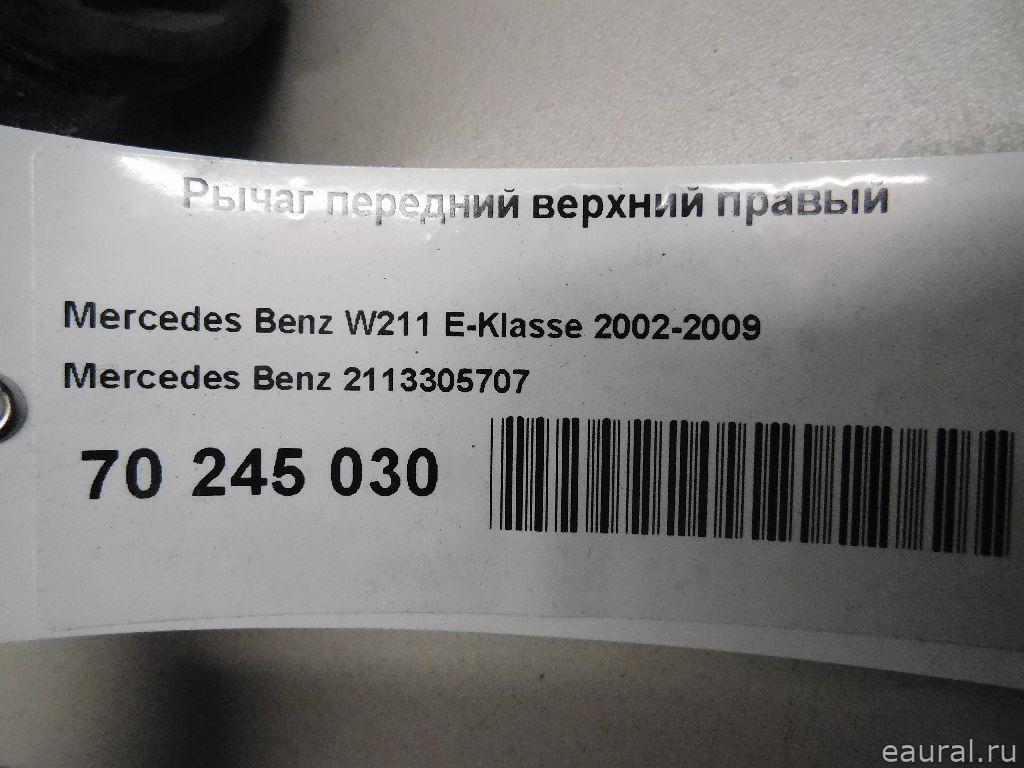 Рычаг передний верхний правый
Mercedes Benz W211 E-Klasse 2002-2009
Mercedes Benz 2113305707
70 245 030
eaural.ru